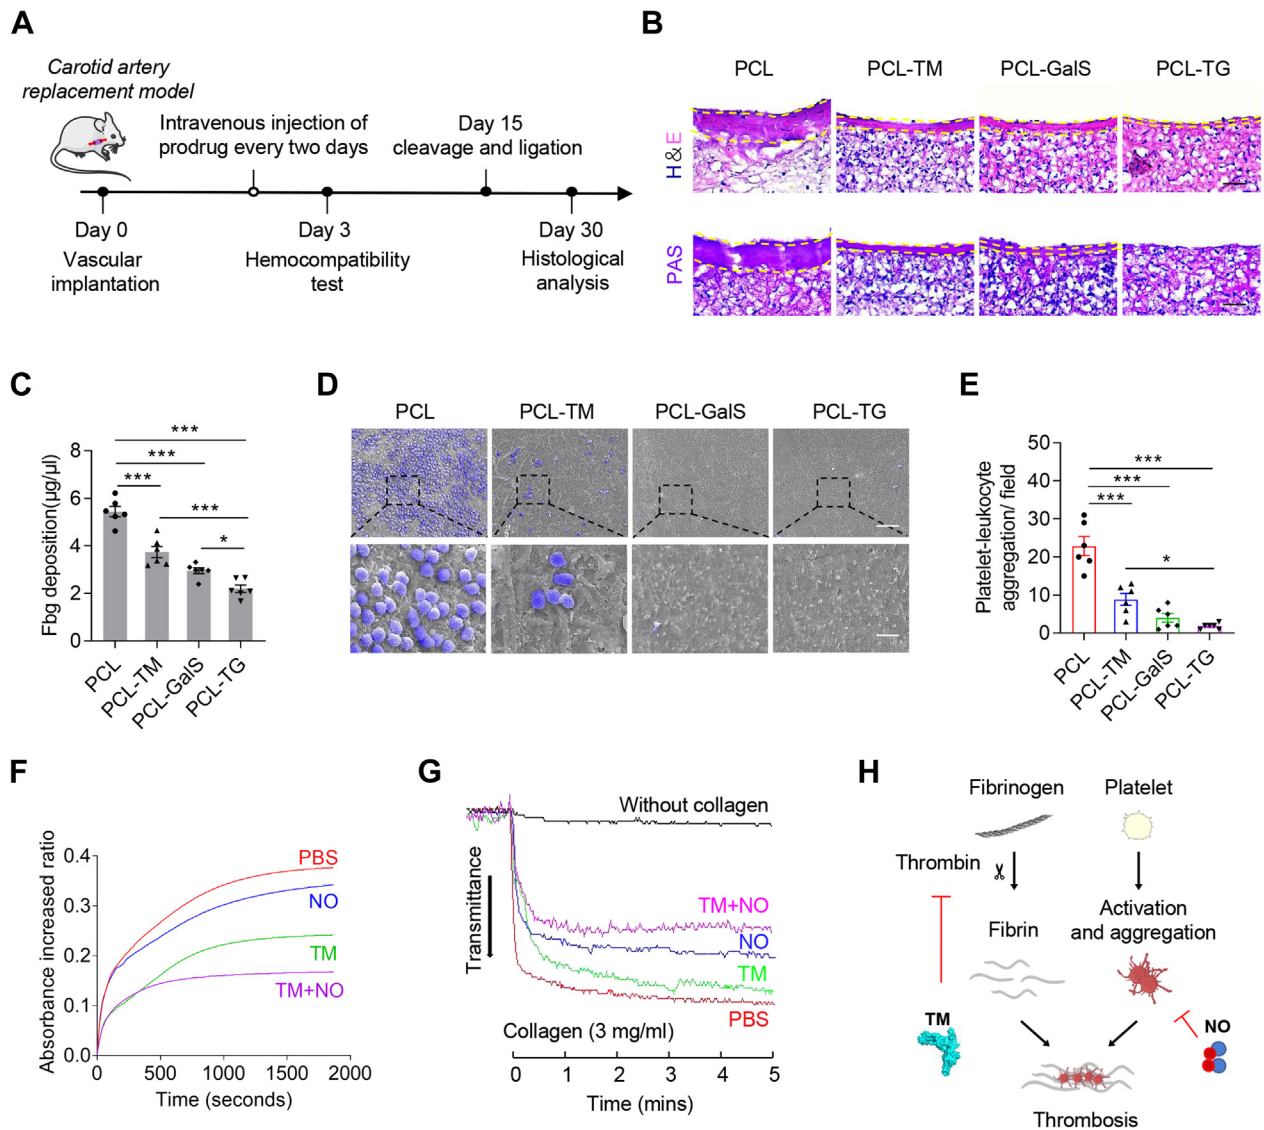 A
Carotid artery
replacement model
Intravenous injection of
prodrug every two days
Day 15
cleavage and ligation
Day 0
Vascular
implantation
Day 3
Hemocompatibility
test
Day 30
Histological
analysis
B
PCL
PCL-TM
PCL-GalS
PCL-TG
H & E
PAS
C
Fbg deposition(μg/μl)
8
6
4
2
0
***
***
***
***
*
PCL
PCL-TM
PCL-GalS
PCL-TG
D
PCL
PCL-TM
PCL-GalS
PCL-TG
E
Platelet-leukocyte
aggregation/ field
50
40
30
20
10
0
***
***
***
*
PCL
PCL-TM
PCL-GalS
PCL-TG
F
Absorbance increased ratio
0.4
0.3
0.2
0.1
0.0
PBS
NO
TM
TM+NO
0
500
1000
1500
2000
Time (seconds)
G
Without collagen
Transmittance
TM+NO
NO
TM
PBS
Collagen (3 mg/ml)
0
1
2
3
4
5
Time (mins)
H
Fibrinogen
Platelet
Thrombin
Fibrin
Activation
and aggregation
TM
NO
Thrombosis